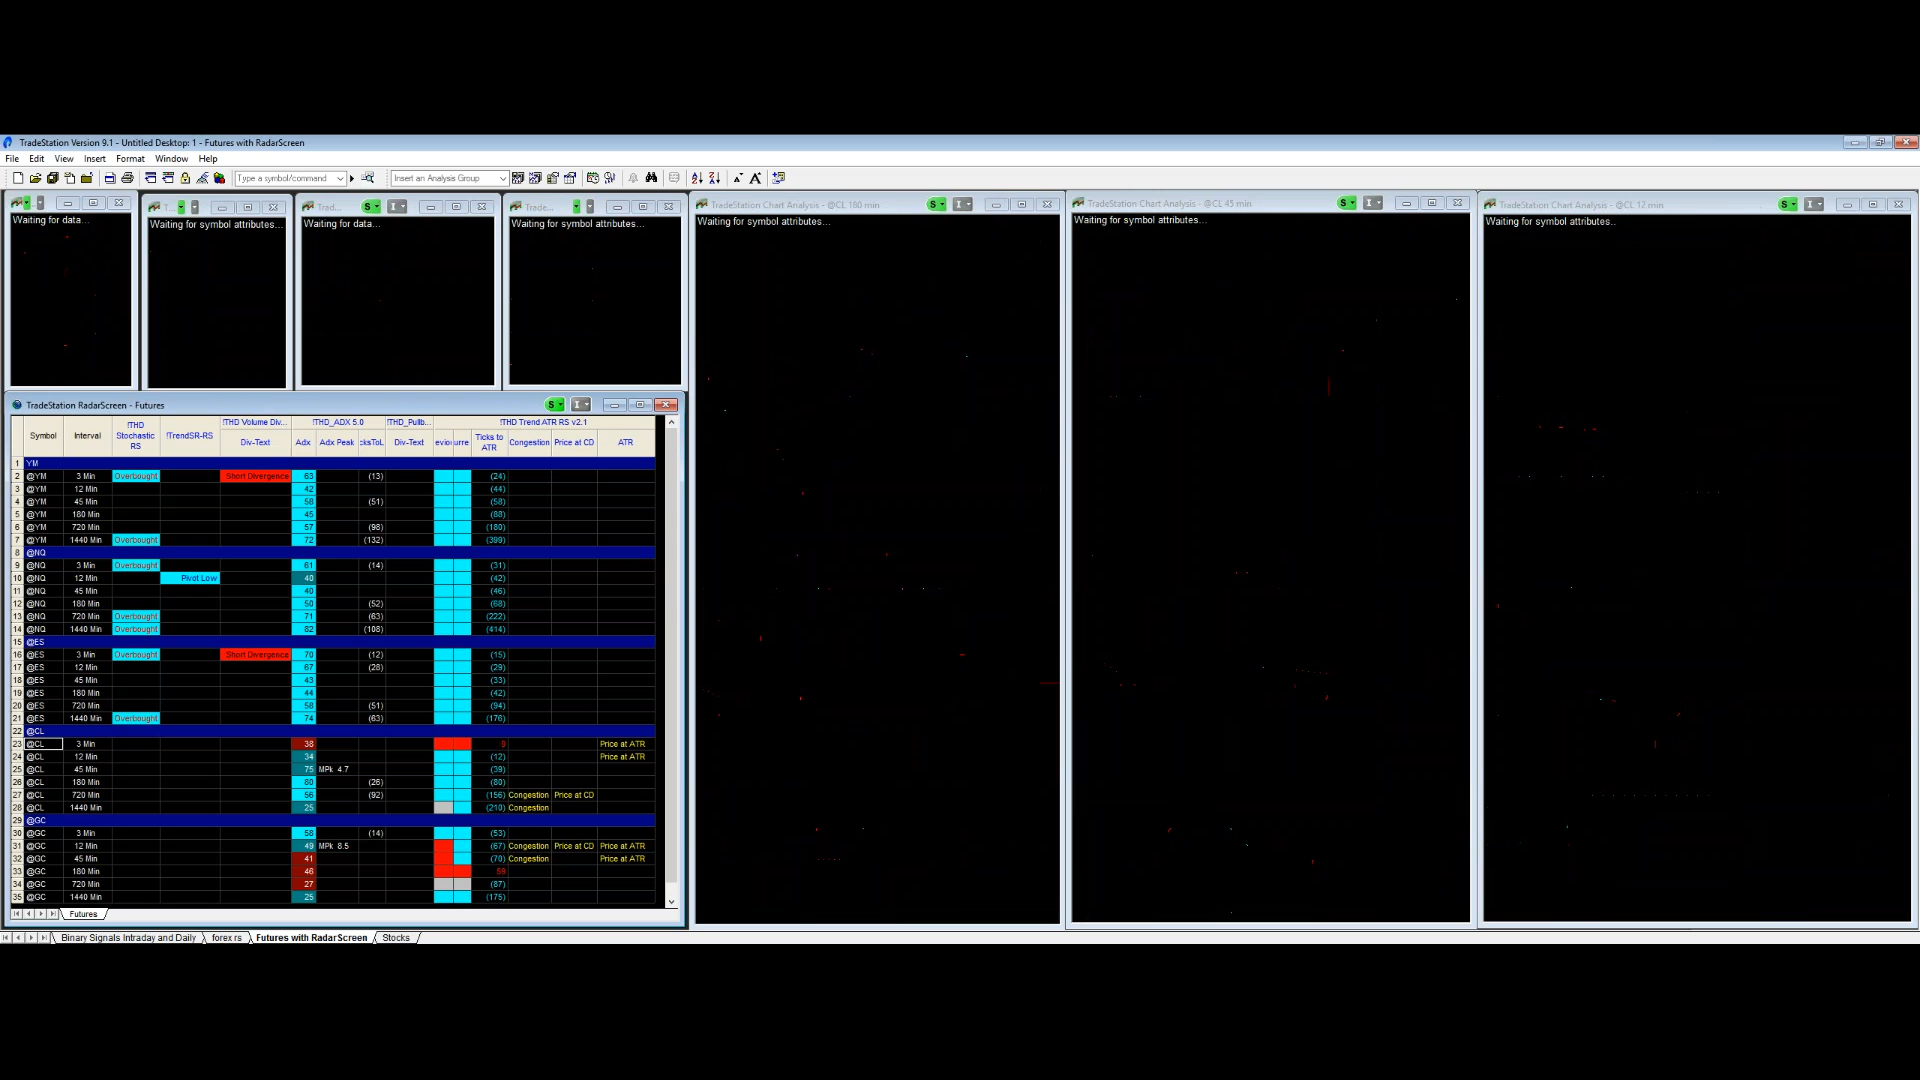 TradeStation Version 9.1 - Untitled Desktop: 1 - Futures with RadarScreen
File Edit View Insert Format Window Help
Type a symbol/command Insert an Analysis Group
Waiting for data...
Waiting for symbol attributes...
Trad...
Waiting for data...
Trade...
Waiting for symbol attributes...
TradeStation Chart Analysis - @CL 180 min
Waiting for symbol attributes...
TradeStation Chart Analysis - @CL 45 min
Waiting for symbol attributes...
TradeStation Chart Analysis - @CL 12 min
Waiting for symbol attributes..
TradeStation RadarScreen - Futures
!THD Volume Div... !THD_ADX 5.0 !THD_Pullb... !THD Trend ATR RS v2.1
Symbol Interval !THD Stochastic RS !TrendSR-RS Div-Text Adx Adx Peak Div-Text Ticks to ATR Congestion Price at CD ATR
1 YM
2 @YM 3 Min Overbought Short Divergence 63 (13) (24)
3 @YM 12 Min 42 (44)
4 @YM 45 Min 58 (51) (58)
5 @YM 180 Min 45 (88)
6 @YM 720 Min 57 (98) (180)
7 @YM 1440 Min Overbought 72 (132) (399)
8 @NQ
9 @NQ 3 Min Overbought 61 (14) (31)
10 @NQ 12 Min Pivot Low 40 (42)
11 @NQ 45 Min 40 (46)
12 @NQ 180 Min 50 (52) (68)
13 @NQ 720 Min Overbought 71 (63) (222)
14 @NQ 1440 Min Overbought 82 (108) (414)
15 @ES
16 @ES 3 Min Overbought Short Divergence 70 (12) (15)
17 @ES 12 Min 67 (28) (29)
18 @ES 45 Min 43 (33)
19 @ES 180 Min 44 (42)
20 @ES 720 Min 58 (51) (94)
21 @ES 1440 Min Overbought 74 (63) (176)
22 @CL
23 @CL 3 Min 38 9 Price at ATR
24 @CL 12 Min 34 (12) Price at ATR
25 @CL 45 Min 75 MPk 4.7 (39)
26 @CL 180 Min 60 (26) (80)
27 @CL 720 Min 56 (92) (156) Congestion Price at CD
28 @CL 1440 Min 25 (210) Congestion
29 @GC
30 @GC 3 Min 58 (14) (53)
31 @GC 12 Min 49 MPk 8.5 (67) Congestion Price at CD Price at ATR
32 @GC 45 Min 41 (70) Congestion Price at ATR
33 @GC 180 Min 46 59
34 @GC 720 Min 27 (87)
35 @GC 1440 Min 25 (175)
Futures
Binary Signals Intraday and Daily forex rs Futures with RadarScreen Stocks